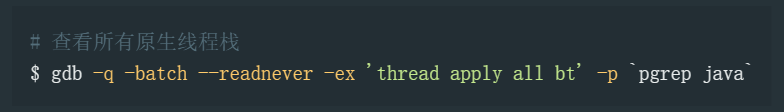 # 查看所有原生线程栈
$ gdb -q -batch --readnever -ex 'thread apply all bt' -p `pgrep java`